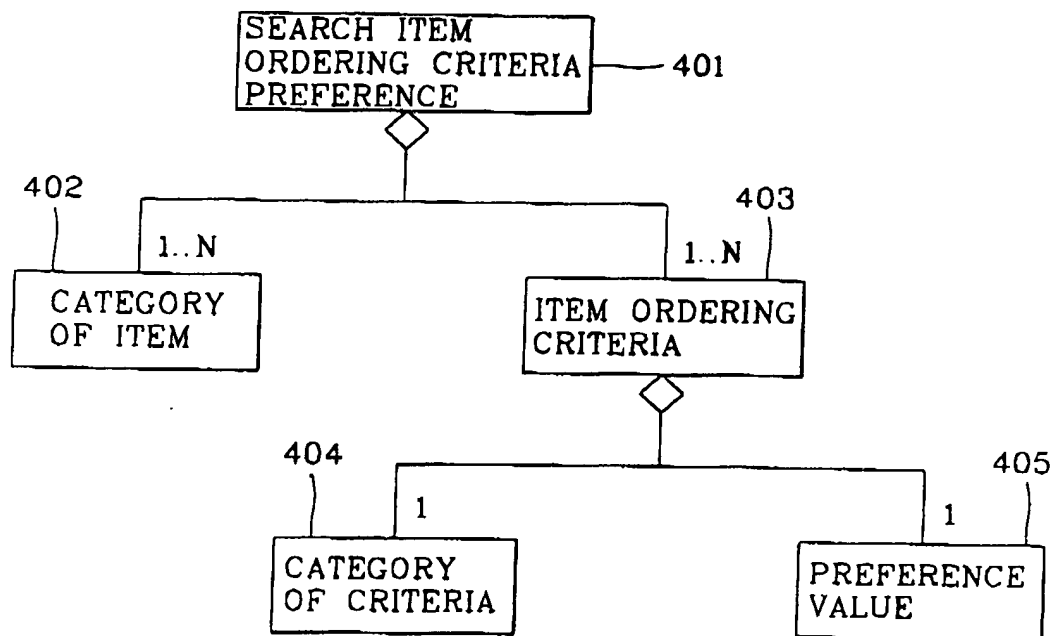 SEARCH ITEM
ORDERING CRITERIA
PREFERENCE
401
402
403
1..N
1..N
CATEGORY
OF ITEM
ITEM ORDERING
CRITERIA
404
405
1
1
CATEGORY
OF CRITERIA
PREFERENCE
VALUE